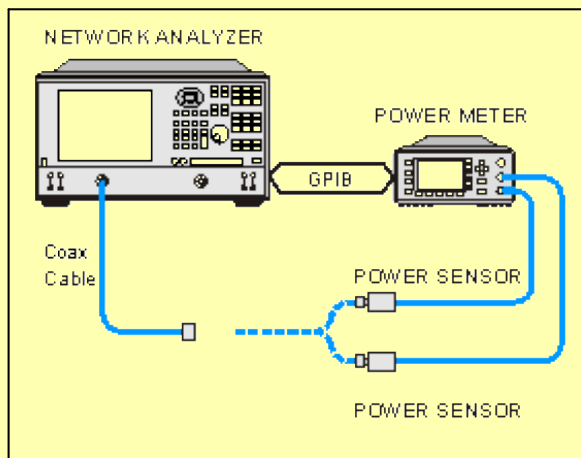 NETWORK ANALYZER
POWER METER
GPIB
Coax
Cable
POWER SENSOR
POWER SENSOR